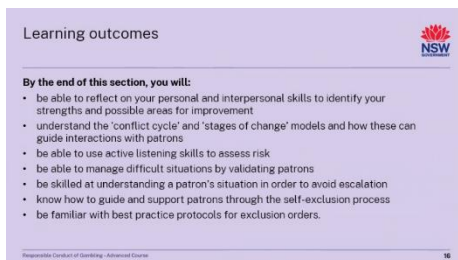 Learning outcomes
NSW
GOVERNMENT
By the end of this section, you will:
• be able to reflect on your personal and interpersonal skills to identify your
strengths and possible areas for improvement
• understand the 'conflict cycle' and 'stages of change' models and how these can
guide interactions with patrons
• be able to use active listening skills to assess risk
• be able to manage difficult situations by validating patrons
• be skilled at understanding a patron's situation in order to avoid escalation
• know how to guide and support patrons through the self-exclusion process
• be familiar with best practice protocols for exclusion orders.
Responsible Conduct of Gambling - Advanced Course
16